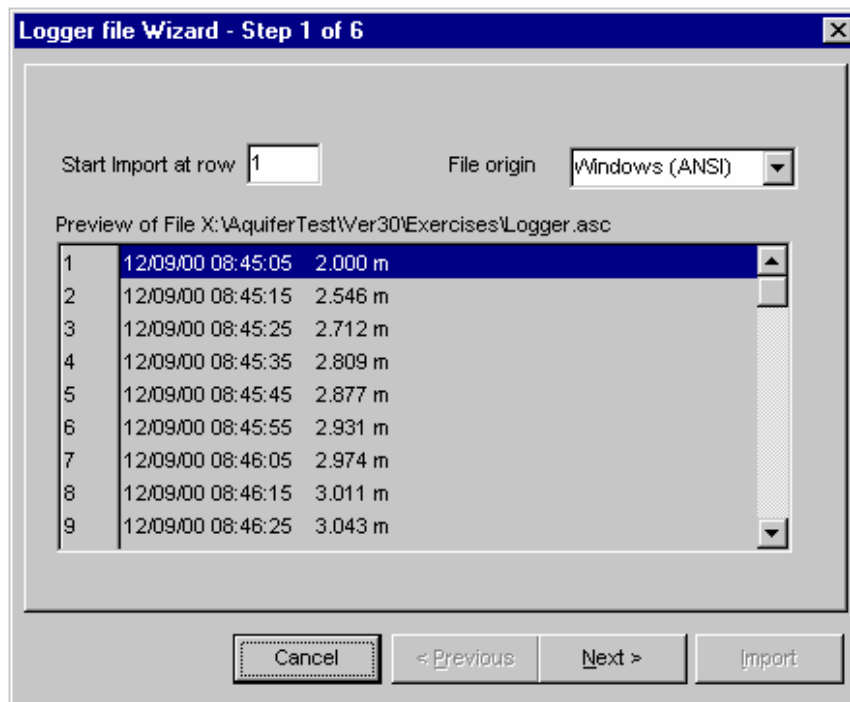 Logger file Wizard - Step 1 of 6
Start Import at row 1 File origin Windows (ANSI)
Preview of File X:\AquiferTest\Ver30\Exercises\Logger.asc
1 12/09/00 08:45:05 2.000 m
2 12/09/00 08:45:15 2.546 m
3 12/09/00 08:45:25 2.712 m
4 12/09/00 08:45:35 2.809 m
5 12/09/00 08:45:45 2.877 m
6 12/09/00 08:45:55 2.931 m
7 12/09/00 08:46:05 2.974 m
8 12/09/00 08:46:15 3.011 m
9 12/09/00 08:46:25 3.043 m
Cancel < Previous Next > Import